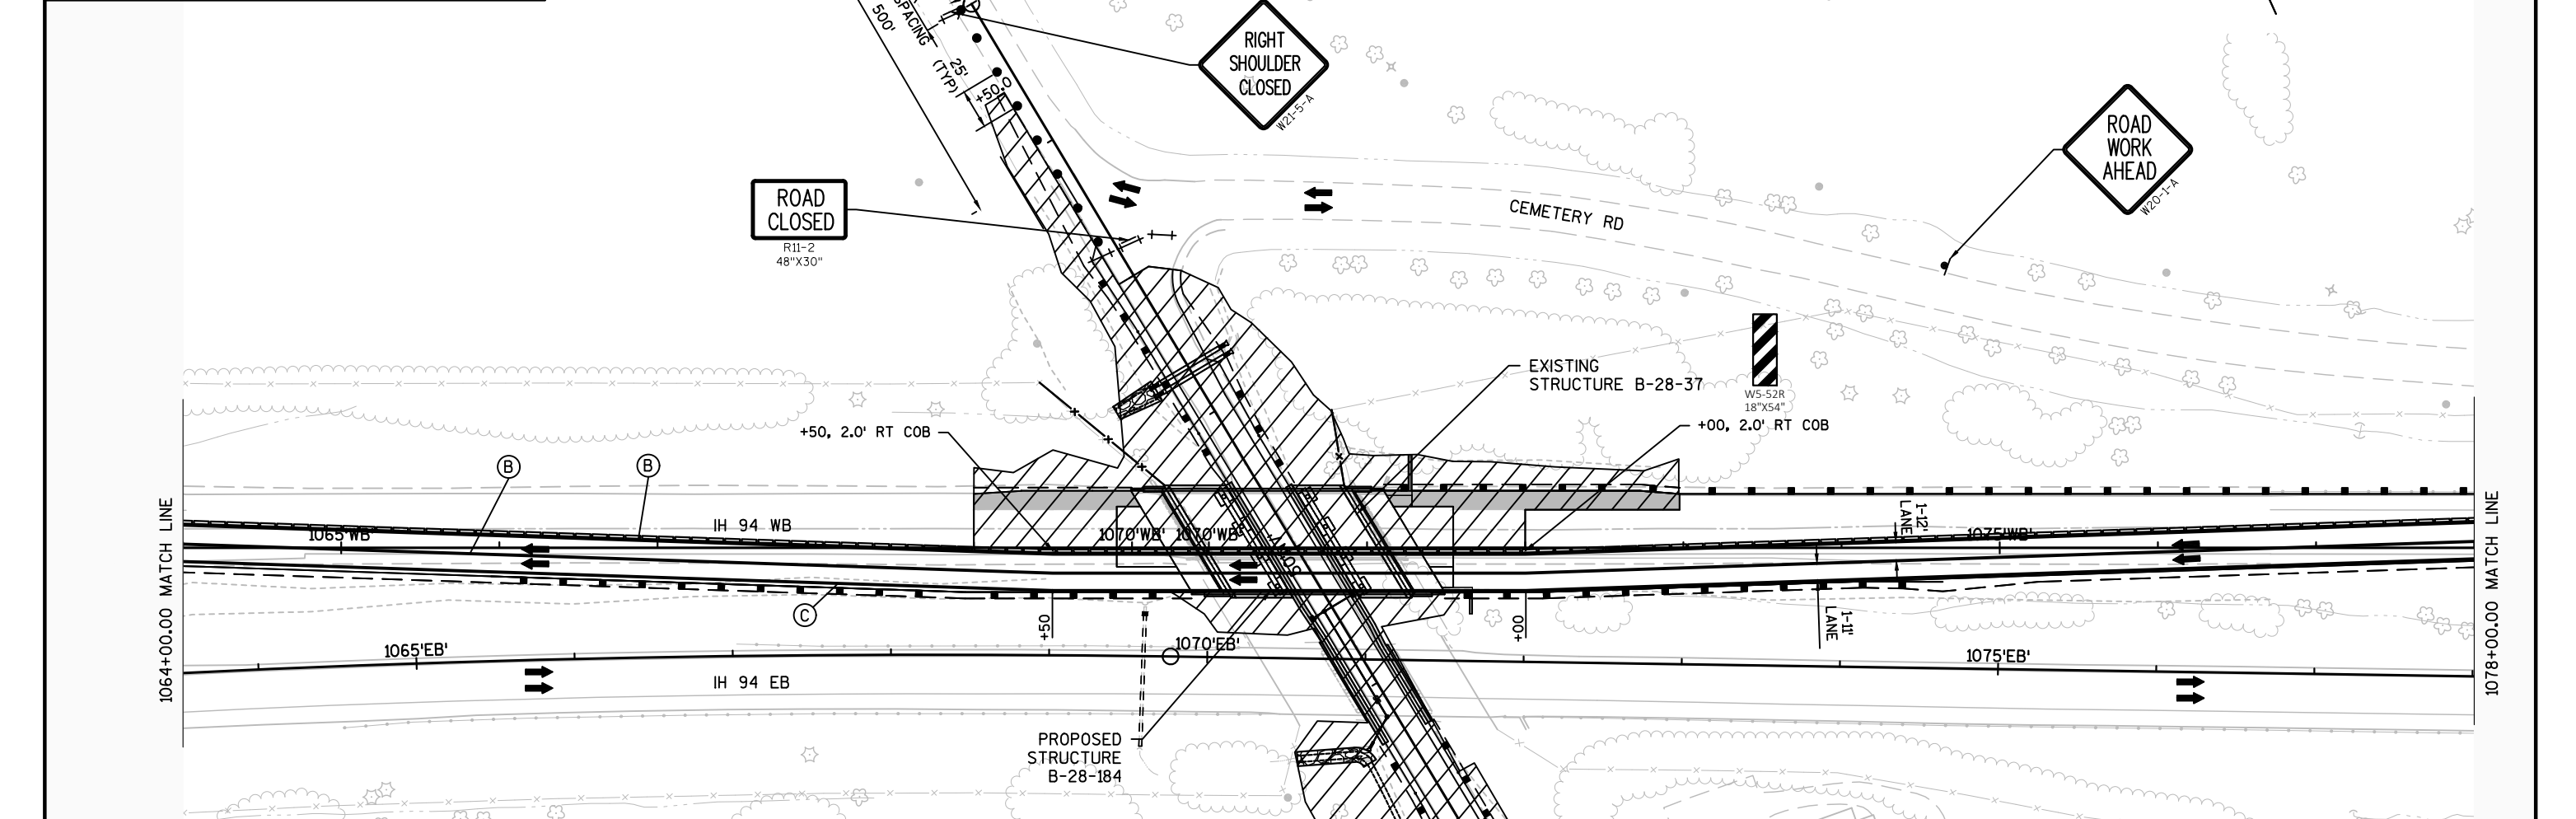 SPACING
500'
25'
(TYP)
+50.0
RIGHT
SHOULDER
CLOSED
W21-5-A
ROAD
WORK
AHEAD
W20-1-A
ROAD
CLOSED
R11-2
48"X30"
CEMETERY RD
EXISTING
STRUCTURE B-28-37
W5-52R
18"X54"
+50, 2.0' RT COB
+00, 2.0' RT COB
B
B
1064+00.00 MATCH LINE
1078+00.00 MATCH LINE
IH 94 WB
1065'WB'
1070'WB'
1070'WB'
1075'WB'
1-12'
LANE
C
+50
+00
1-11'
LANE
1065'EB'
1070'EB'
1075'EB'
IH 94 EB
PROPOSED
STRUCTURE
B-28-184